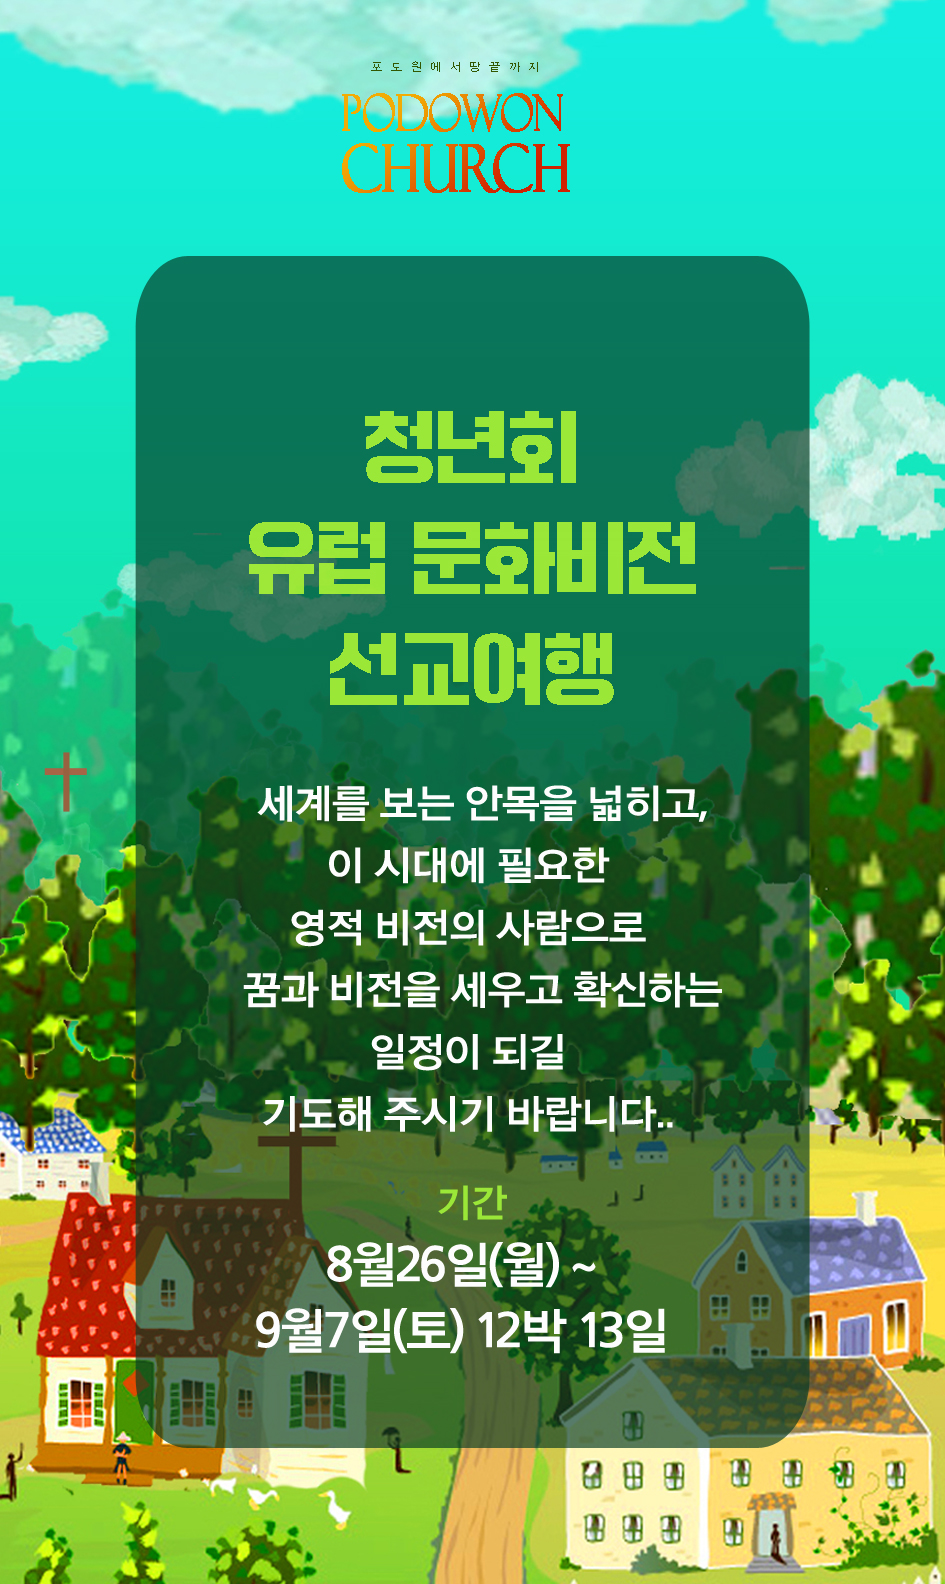 포도원에서땅끝까지
PODOWON
CHURCH
청년회
유럽 문화비전
선교여행
세계를 보는 안목을 넓히고,
이 시대에 필요한
영적 비전의 사람으로
꿈과 비전을 세우고 확신하는
일정이 되길
기도해 주시기 바랍니다..
기간
8월26일(월) ~
9월7일(토) 12박 13일